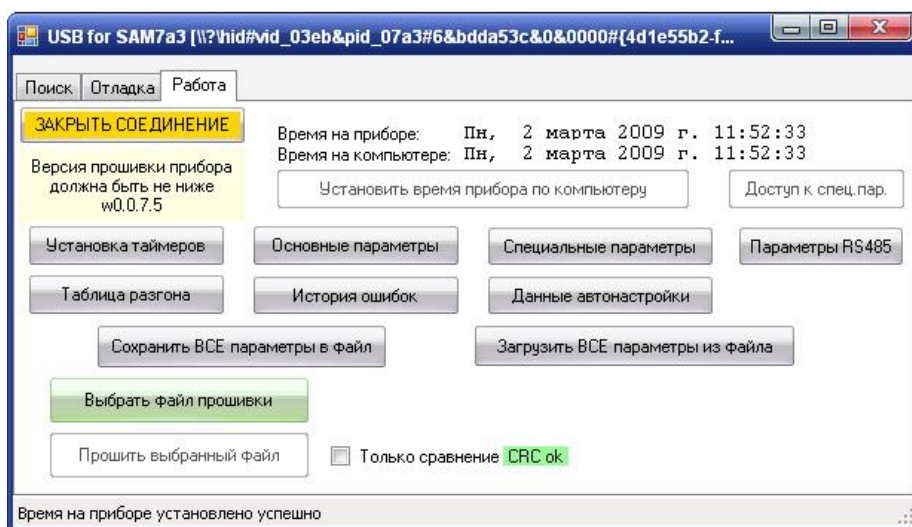 USB for SAM7a3 [\\?\hid#vid_03eb&pid_07a3#6&bdda53c&0&0000#{4d1e55b2-f...
Поиск Отладка Работа
ЗАКРЫТЬ СОЕДИНЕНИЕ
Время на приборе: Пн, 2 марта 2009 г. 11:52:33
Время на компьютере: Пн, 2 марта 2009 г. 11:52:33
Версия прошивки прибора
должна быть не ниже
w0.0.7.5
Установить время прибора по компьютеру Доступ к спец.пар.
Установка таймеров Основные параметры Специальные параметры Параметры RS485
Таблица разгона История ошибок Данные автонастройки
Сохранить ВСЕ параметры в файл Загрузить ВСЕ параметры из файла
Выбрать файл прошивки
Прошить выбранный файл Только сравнение CRC ok
Время на приборе установлено успешно